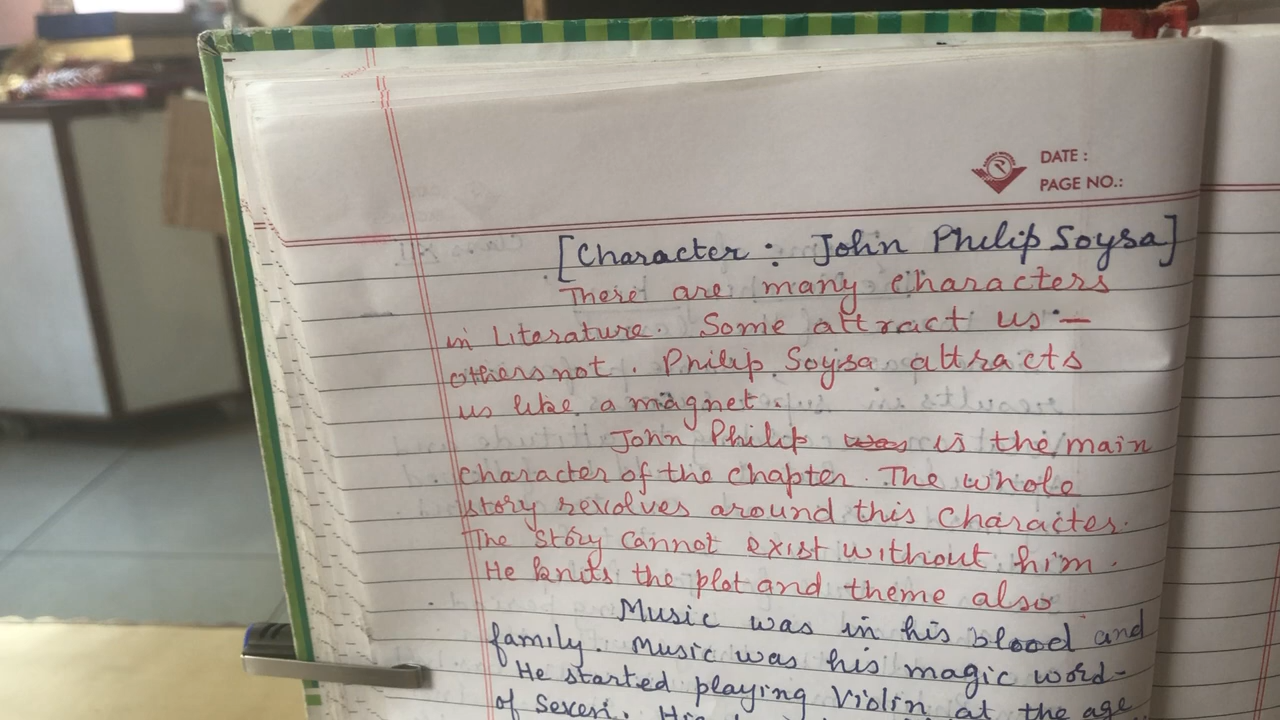 DATE :
PAGE NO.:
[Character : John Philip Soysa]
There are many characters
in Literature. Some attract us –
others not. Philip Soysa attracts
us like a magnet.
John Philip was is the main
character of the chapter. The whole
story revolves around this character.
The story cannot exist without him.
He knits the plot and theme also
Music was in his blood and
family. Music was his magic word-
He started playing Violin at the age
of Seven.